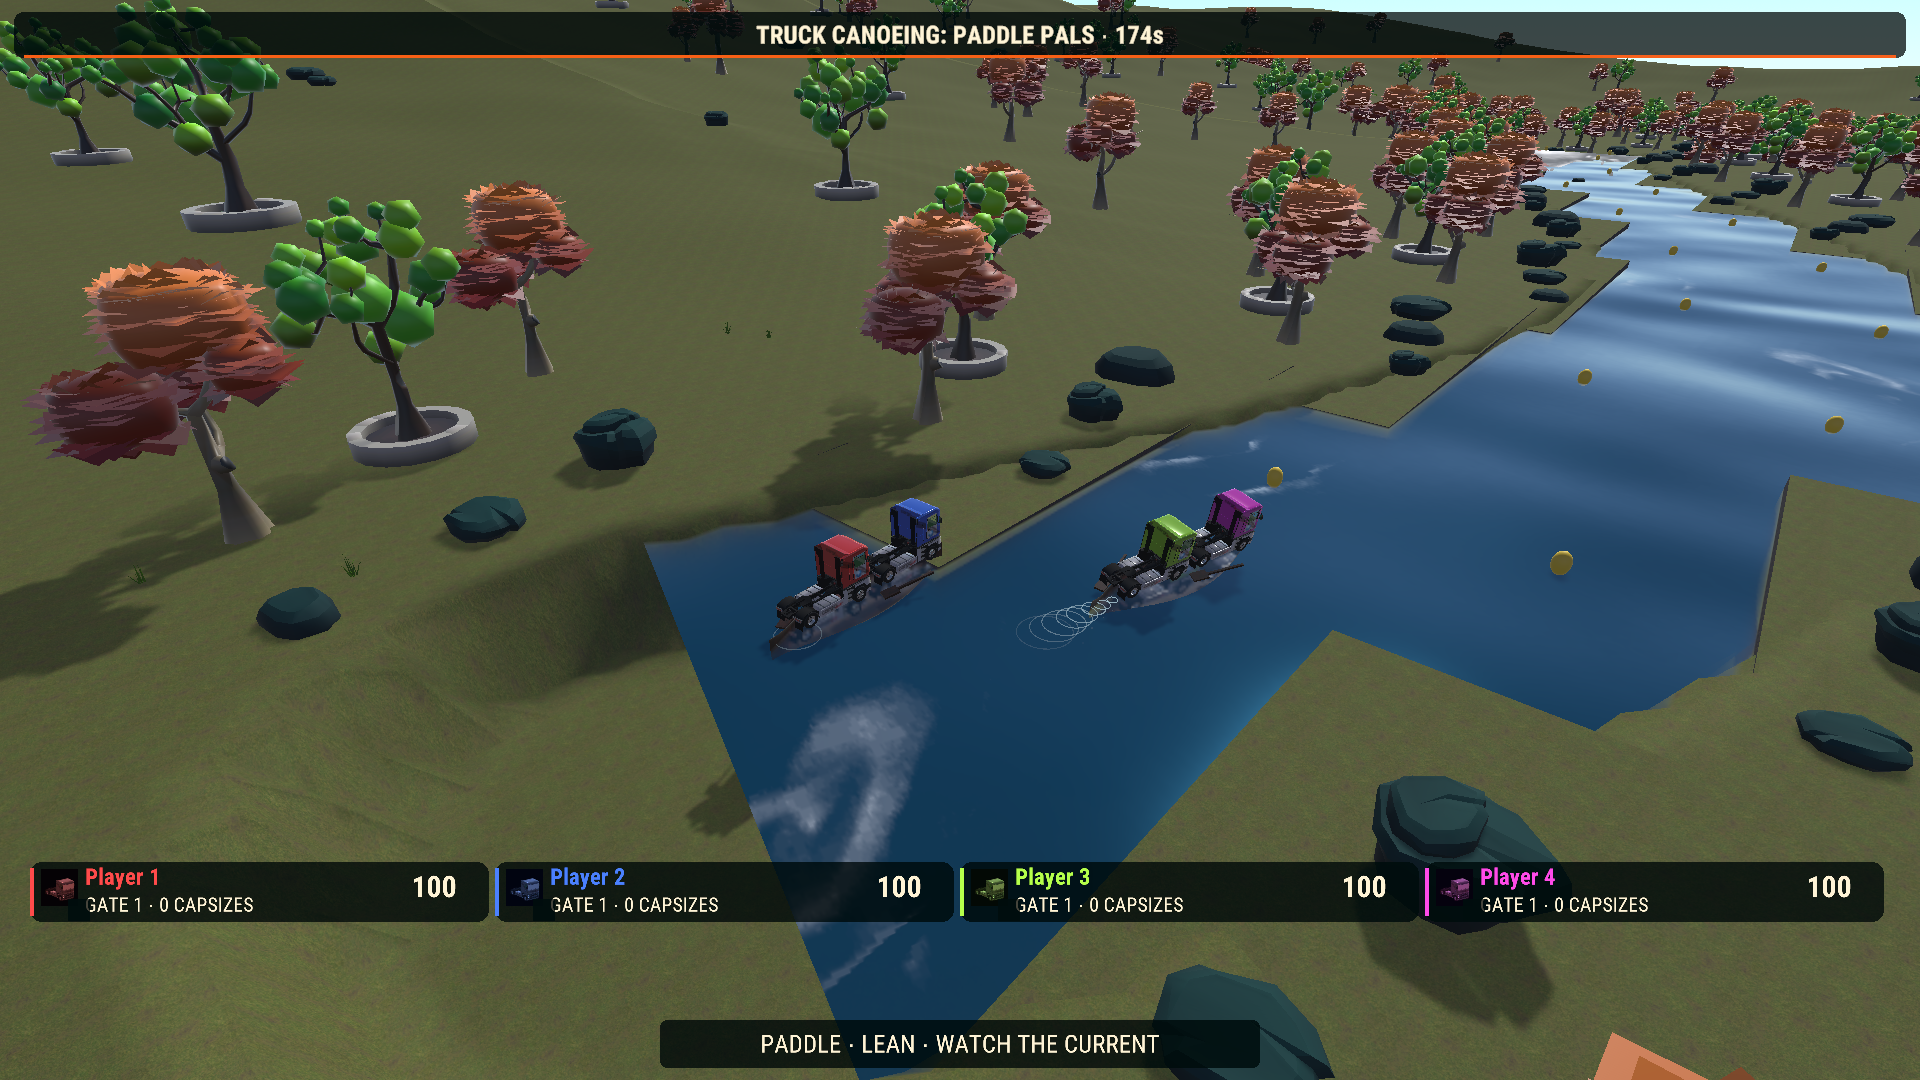 TRUCK CANOEING: PADDLE PALS · 174s
Player 1
100
GATE 1 · 0 CAPSIZES
Player 2
100
GATE 1 · 0 CAPSIZES
Player 3
100
GATE 1 · 0 CAPSIZES
Player 4
100
GATE 1 · 0 CAPSIZES
PADDLE · LEAN · WATCH THE CURRENT